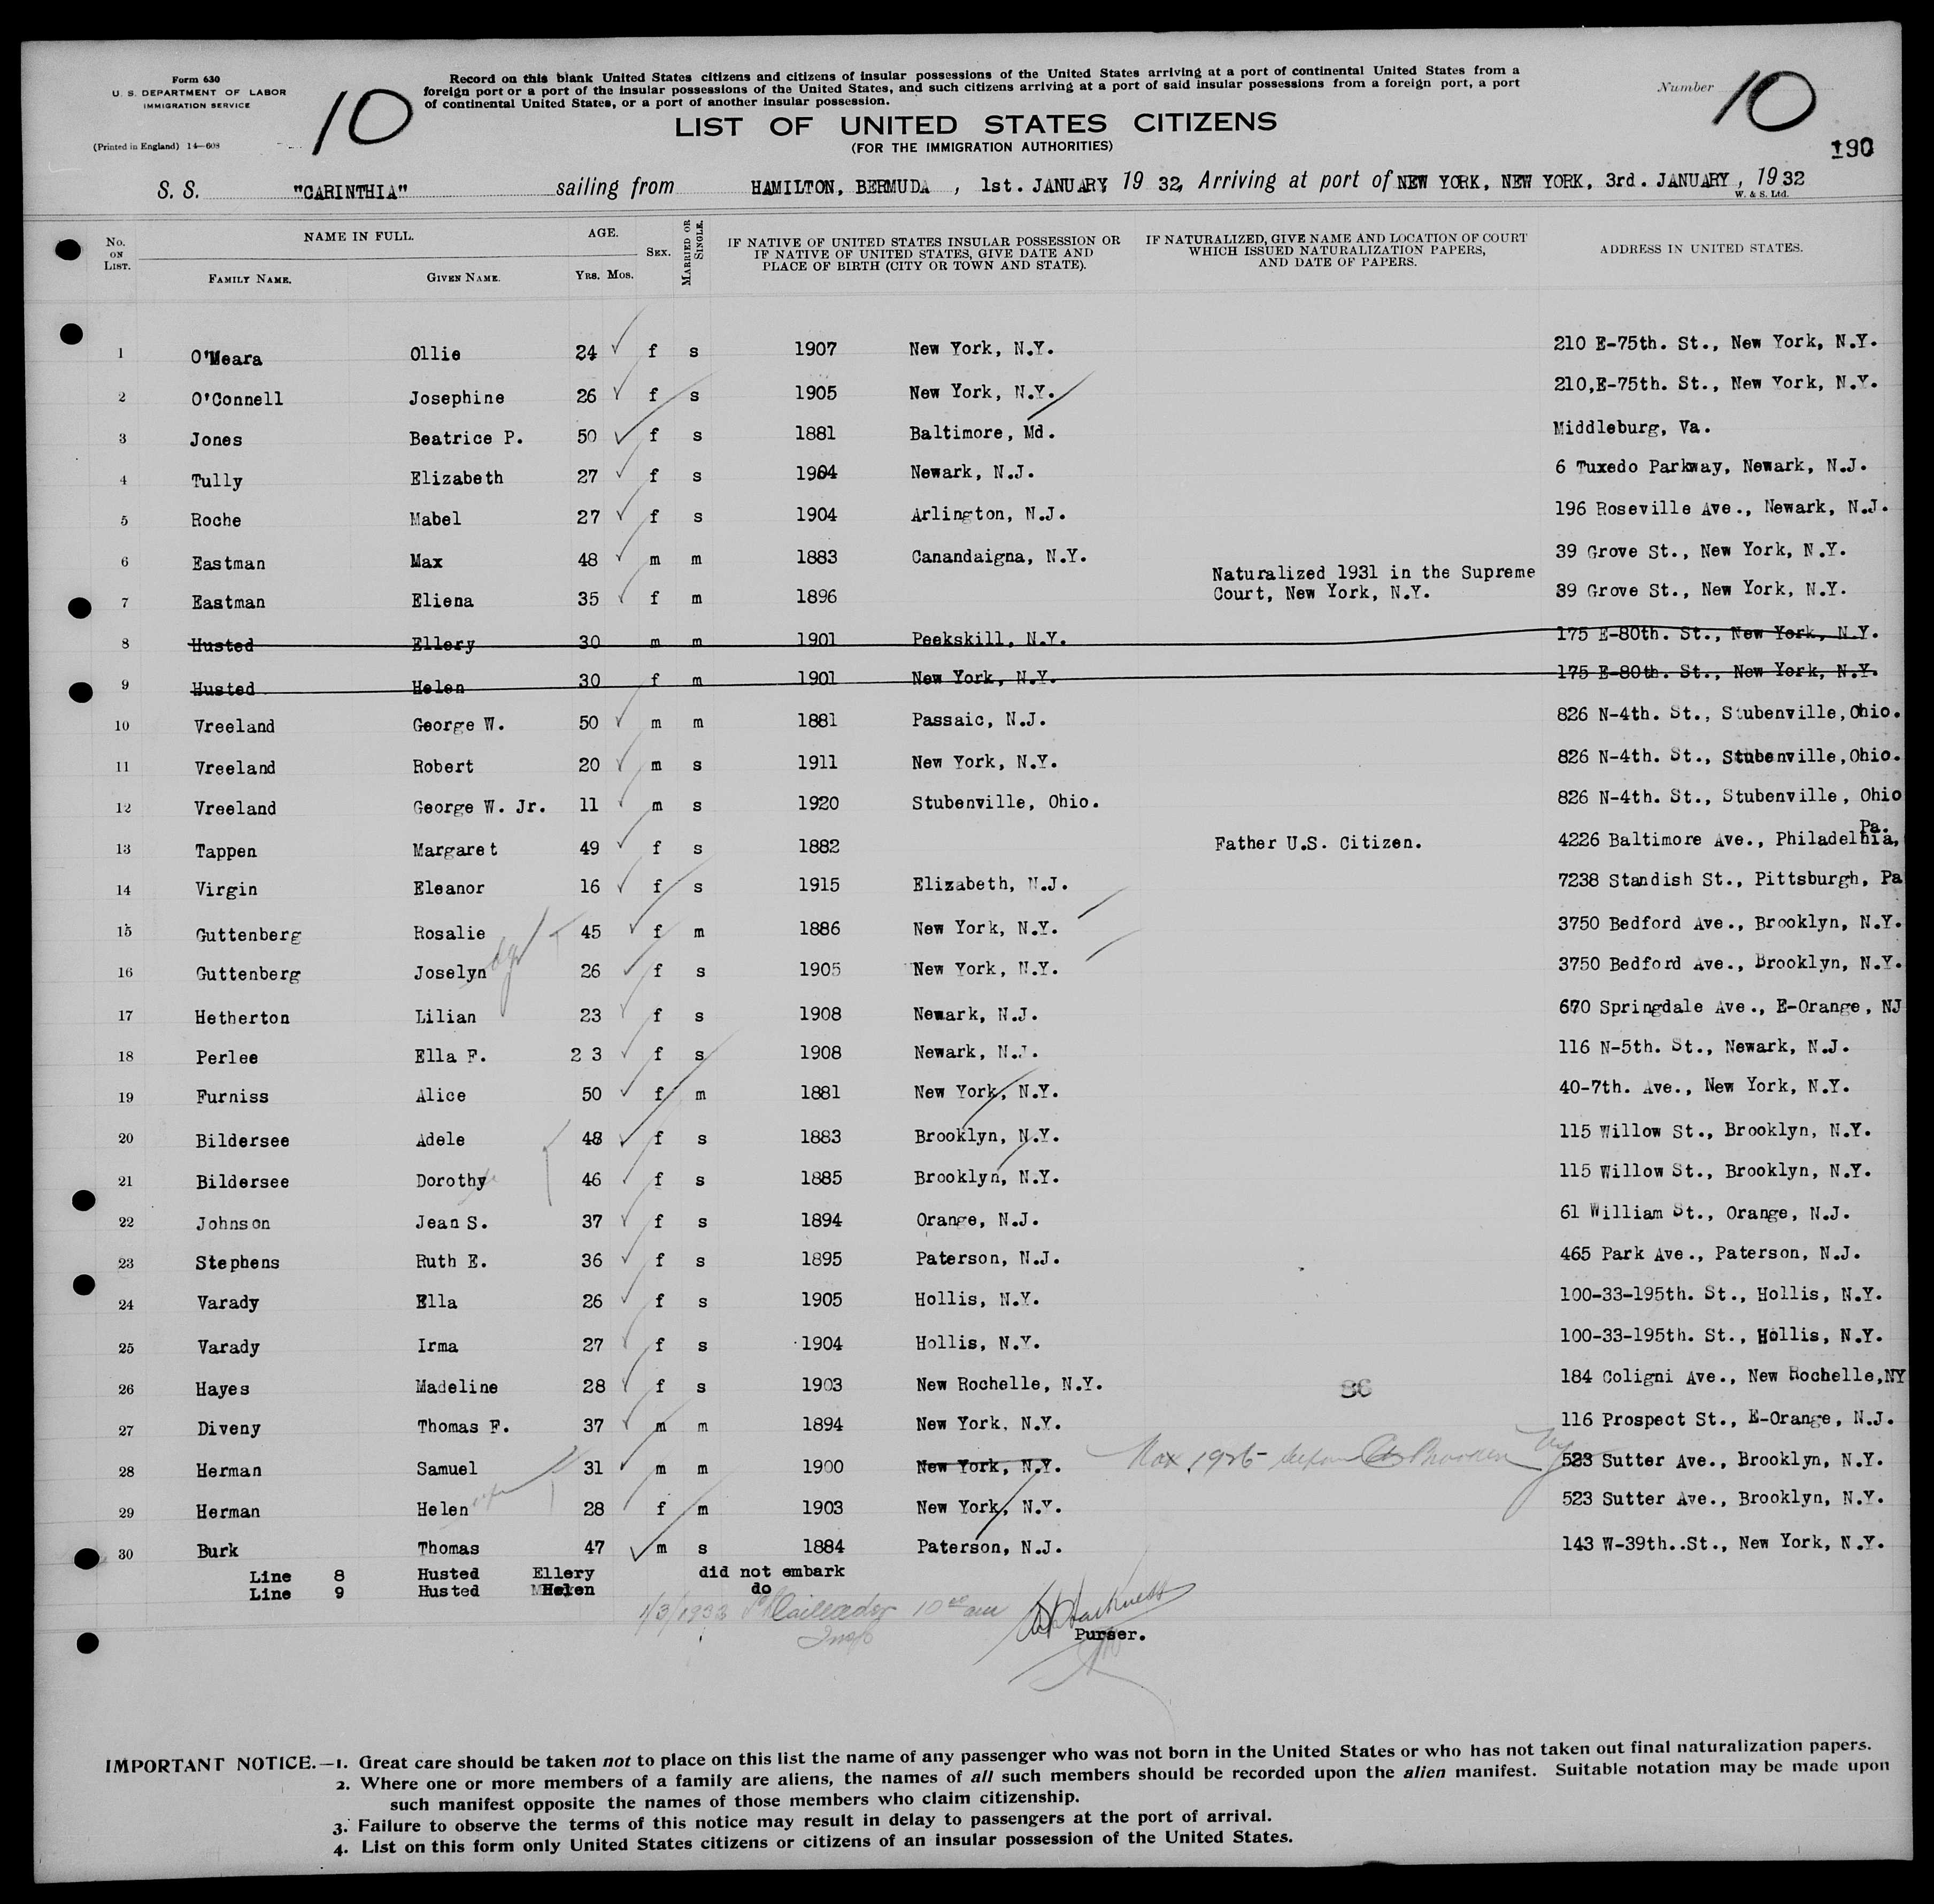 Form 630
U. S. DEPARTMENT OF LABOR
IMMIGRATION SERVICE
(Printed in England) 14—608
10
Record on this blank United States citizens and citizens of insular possessions of the United States arriving at a port of continental United States from a
foreign port or a port of the insular possessions of the United States, and such citizens arriving at a port of said insular possessions from a foreign port, a port
of continental United States, or a port of another insular possession.
Number 10
LIST OF UNITED STATES CITIZENS
(FOR THE IMMIGRATION AUTHORITIES)
190
S. S. "CARINTHIA" sailing from HAMILTON, BERMUDA , 1st. JANUARY 19 32, Arriving at port of NEW YORK, NEW YORK, 3rd. JANUARY , 19 32
W. & S. Ltd.
No. ON LIST. NAME IN FULL. FAMILY NAME. GIVEN NAME. AGE. YRS. MOS. SEX. MARRIED OR SINGLE. IF NATIVE OF UNITED STATES INSULAR POSSESSION OR IF NATIVE OF UNITED STATES, GIVE DATE AND PLACE OF BIRTH (CITY OR TOWN AND STATE). IF NATURALIZED, GIVE NAME AND LOCATION OF COURT WHICH ISSUED NATURALIZATION PAPERS, AND DATE OF PAPERS. ADDRESS IN UNITED STATES.
1 O'Meara Ollie 24 f s 1907 New York, N.Y. 210 E-75th. St., New York, N.Y.
2 O'Connell Josephine 26 f s 1905 New York, N.Y. 210,E-75th. St., New York, N.Y.
3 Jones Beatrice P. 50 f s 1881 Baltimore, Md. Middleburg, Va.
4 Tully Elizabeth 27 f s 1904 Newark, N.J. 6 Tuxedo Parkway, Newark, N.J.
5 Roche Mabel 27 f s 1904 Arlington, N.J. 196 Roseville Ave., Newark, N.J.
6 Eastman Max 48 m m 1883 Canandaigna, N.Y. 39 Grove St., New York, N.Y.
7 Eastman Eliena 35 f m 1896 Naturalized 1931 in the Supreme Court, New York, N.Y. 39 Grove St., New York, N.Y.
8 Husted Ellery 30 m m 1901 Peekskill, N.Y. 175 E-80th. St., New York, N.Y.
9 Husted Helen 30 f m 1901 New York, N.Y. 175 E-80th. St., New York, N.Y.
10 Vreeland George W. 50 m m 1881 Passaic, N.J. 826 N-4th. St., Stubenville, Ohio.
11 Vreeland Robert 20 m s 1911 New York, N.Y. 826 N-4th. St., Stubenville, Ohio.
12 Vreeland George W. Jr. 11 m s 1920 Stubenville, Ohio. 826 N-4th. St., Stubenville, Ohio
13 Tappen Margaret 49 f s 1882 Father U.S. Citizen. 4226 Baltimore Ave., Philadelhia, Pa.
14 Virgin Eleanor 16 f s 1915 Elizabeth, N.J. 7238 Standish St., Pittsburgh, Pa
15 Guttenberg Rosalie 45 f m 1886 New York, N.Y. 3750 Bedford Ave., Brooklyn, N.Y.
16 Guttenberg Joselyn 26 f s 1905 New York, N.Y. 3750 Bedford Ave., Brooklyn, N.Y.
17 Hetherton Lilian 23 f s 1908 Newark, N.J. 670 Springdale Ave., E-Orange, NJ
18 Perlee Ella F. 2 3 f s 1908 Newark, N.J. 116 N-5th. St., Newark, N.J.
19 Furniss Alice 50 f m 1881 New York, N.Y. 40-7th. Ave., New York, N.Y.
20 Bildersee Adele 48 f s 1883 Brooklyn, N.Y. 115 Willow St., Brooklyn, N.Y.
21 Bildersee Dorothy 46 f s 1885 Brooklyn, N.Y. 115 Willow St., Brooklyn, N.Y.
22 Johnson Jean S. 37 f s 1894 Orange, N.J. 61 William St., Orange, N.J.
23 Stephens Ruth E. 36 f s 1895 Paterson, N.J. 465 Park Ave., Paterson, N.J.
24 Varady Ella 26 f s 1905 Hollis, N.Y. 100-33-195th. St., Hollis, N.Y.
25 Varady Irma 27 f s 1904 Hollis, N.Y. 100-33-195th. St., Hollis, N.Y.
26 Hayes Madeline 28 f s 1903 New Rochelle, N.Y. 86 184 Coligni Ave., New Rochelle, NY
27 Diveny Thomas F. 37 m m 1894 New York, N.Y. 116 Prospect St., E-Orange, N.J.
28 Herman Samuel 31 m m 1900 New York, N.Y. 1925 523 Sutter Ave., Brooklyn, N.Y.
29 Herman Helen 28 f m 1903 New York, N.Y. 523 Sutter Ave., Brooklyn, N.Y.
30 Burk Thomas 47 m s 1884 Paterson, N.J. 143 W-39th..St., New York, N.Y.
Line 8 Husted Ellery did not embark
Line 9 Husted Helen do
1/3/1932 10 00 am
Insp
Purser.
IMPORTANT NOTICE.—1. Great care should be taken not to place on this list the name of any passenger who was not born in the United States or who has not taken out final naturalization papers.
2. Where one or more members of a family are aliens, the names of all such members should be recorded upon the alien manifest. Suitable notation may be made upon
such manifest opposite the names of those members who claim citizenship.
3. Failure to observe the terms of this notice may result in delay to passengers at the port of arrival.
4. List on this form only United States citizens or citizens of an insular possession of the United States.